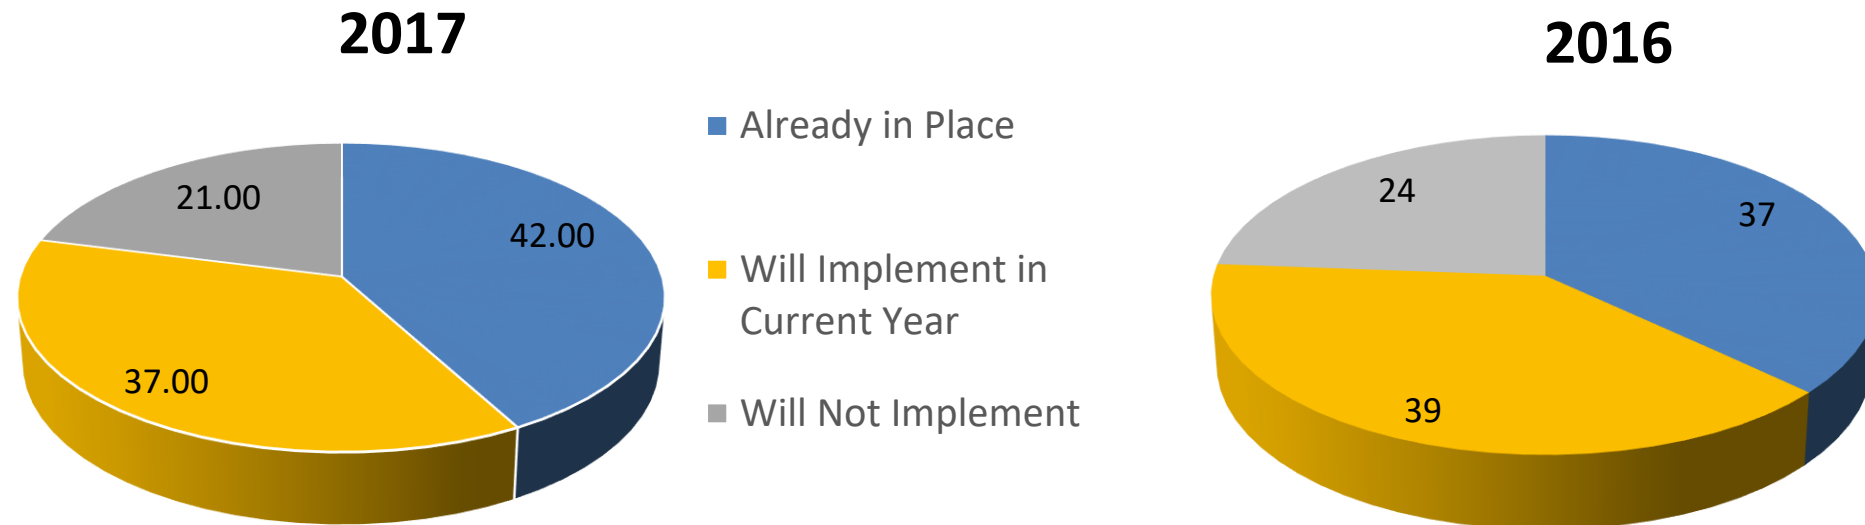 2017
21.00
42.00
37.00
Already in Place
Will Implement in
Current Year
Will Not Implement
2016
24
37
39